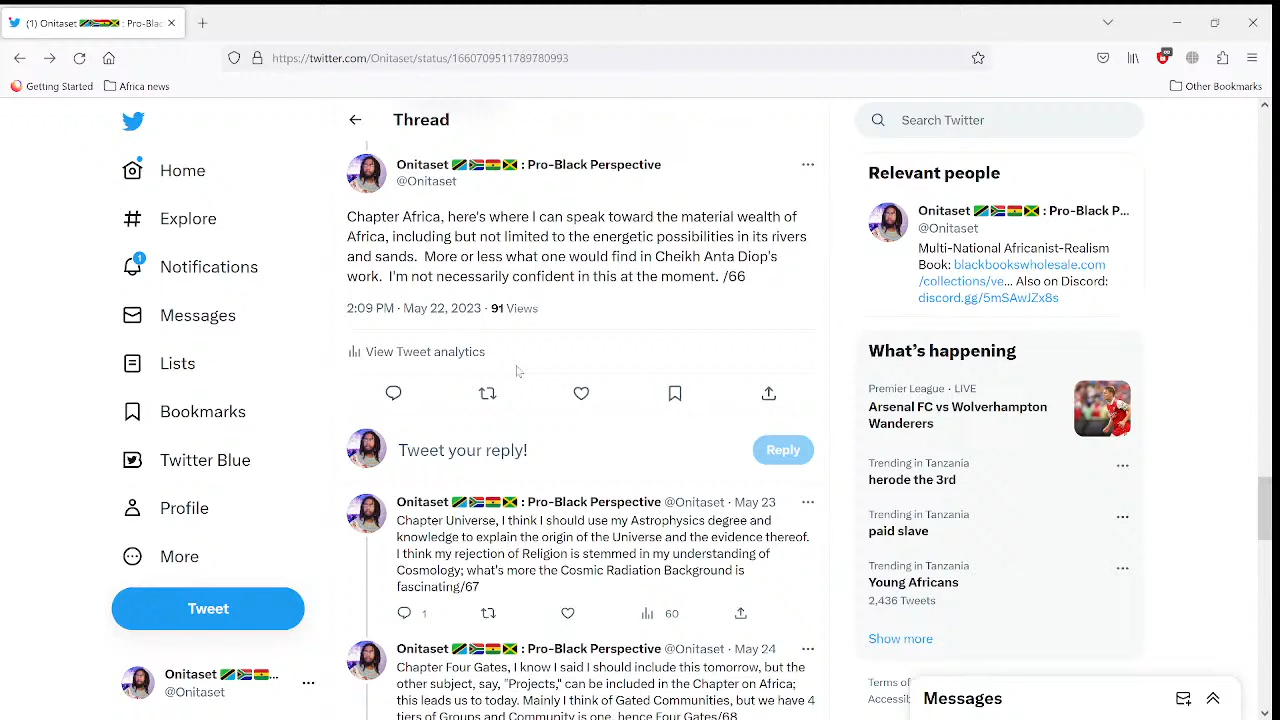 (1) Onitaset 🇹🇿🇿🇦🇬🇭🇯🇲 : Pro-Blac
https://twitter.com/Onitaset/status/1660709511789780993
Getting Started
Africa news
Other Bookmarks
Home
Explore
1
Notifications
Messages
Lists
Bookmarks
Twitter Blue
Profile
More
Tweet
Onitaset 🇹🇿🇿🇦🇬🇭...
@Onitaset
Thread
Onitaset 🇹🇿🇿🇦🇬🇭🇯🇲 : Pro-Black Perspective
@Onitaset
Chapter Africa, here's where I can speak toward the material wealth of
Africa, including but not limited to the energetic possibilities in its rivers
and sands.  More or less what one would find in Cheikh Anta Diop's
work.  I'm not necessarily confident in this at the moment. /66
2:09 PM · May 22, 2023 · 91 Views
View Tweet analytics
Tweet your reply!
Reply
Onitaset 🇹🇿🇿🇦🇬🇭🇯🇲 : Pro-Black Perspective @Onitaset · May 23
Chapter Universe, I think I should use my Astrophysics degree and
knowledge to explain the origin of the Universe and the evidence thereof.
I think my rejection of Religion is stemmed in my understanding of
Cosmology; what's more the Cosmic Radiation Background is
fascinating/67
1
60
Onitaset 🇹🇿🇿🇦🇬🇭🇯🇲 : Pro-Black Perspective @Onitaset · May 24
Chapter Four Gates, I know I said I should include this tomorrow, but the
other subject, say, "Projects," can be included in the Chapter on Africa;
this leads us to today. Mainly I think of Gated Communities, but we have 4
tiers of Groups and Community is one, hence Four Gates/68
Search Twitter
Relevant people
Onitaset 🇹🇿🇿🇦🇬🇭🇯🇲 : Pro-Black P...
@Onitaset
Multi-National Africanist-Realism
Book: blackbookswholesale.com
/collections/ve... Also on Discord:
discord.gg/5mSAwJZx8s
What's happening
Premier League · LIVE
Arsenal FC vs Wolverhampton
Wanderers
Trending in Tanzania
herode the 3rd
Trending in Tanzania
paid slave
Trending in Tanzania
Young Africans
2,436 Tweets
Show more
Terms of
Accessib
Messages